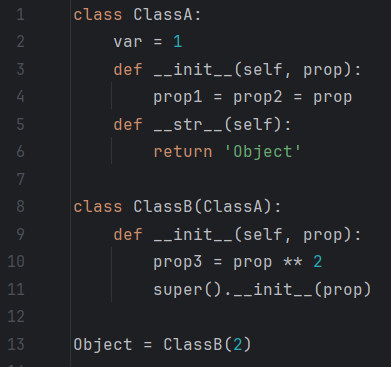 1 class ClassA:
2     var = 1
3     def __init__(self, prop):
4         prop1 = prop2 = prop
5     def __str__(self):
6         return 'Object'
7
8 class ClassB(ClassA):
9     def __init__(self, prop):
10         prop3 = prop ** 2
11         super().__init__(prop)
12
13 Object = ClassB(2)